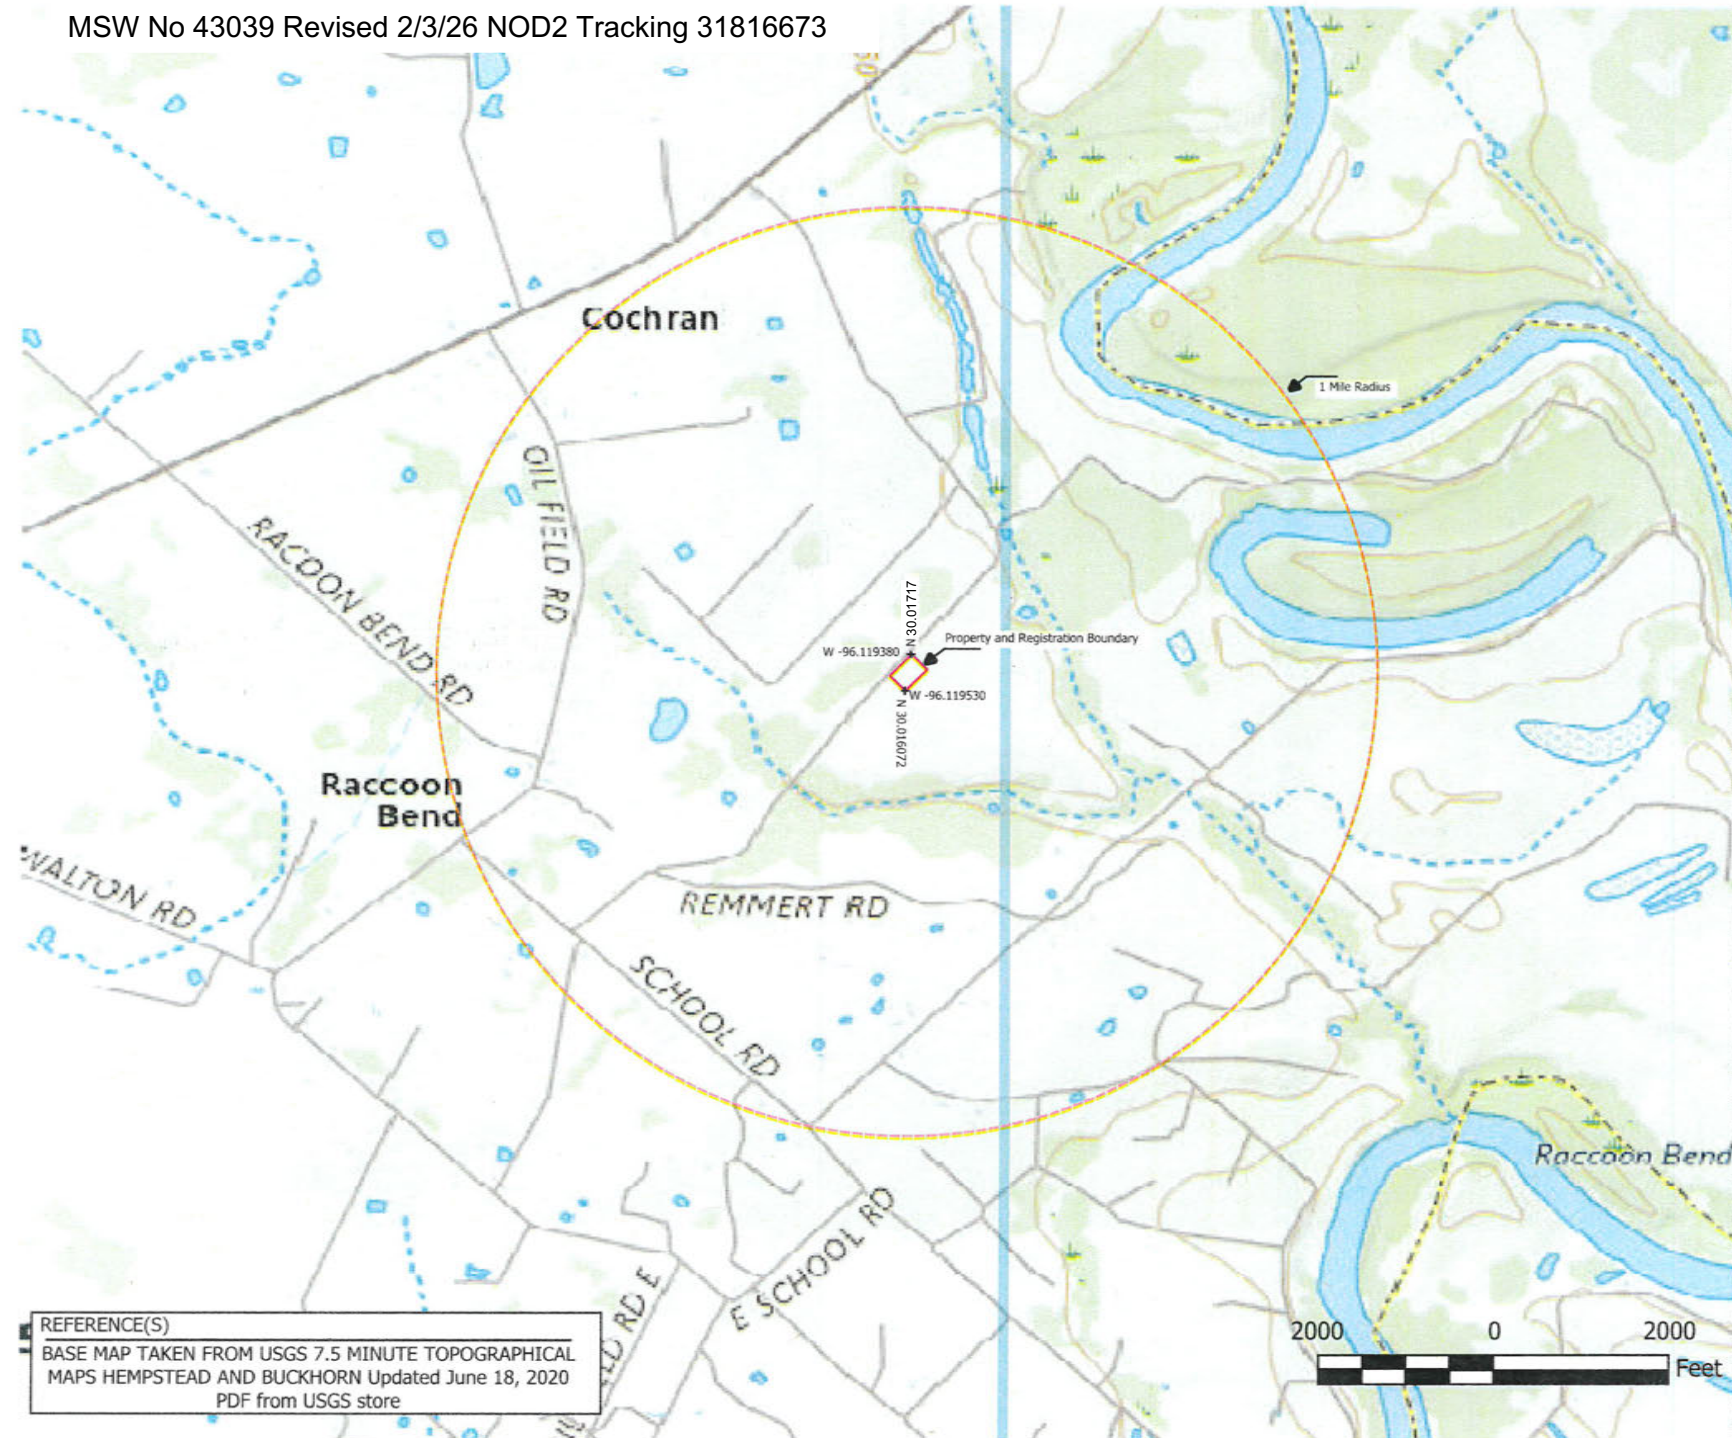 MSW No 43039 Revised 2/3/26 NOD2 Tracking 31816673
Cochran
1 Mile Radius
OIL FIELD RD
RACOON BEND RD
N 30.01717
Property and Registration Boundary
W -96.119380
W -96.119530
N 30.016072
Raccoon
Bend
WALTON RD
REMMERT RD
SCHOOL RD
Raccoon Bend
E SCHOOL RD
RD E
2000 0 2000
Feet
REFERENCE(S)
BASE MAP TAKEN FROM USGS 7.5 MINUTE TOPOGRAPHICAL
MAPS HEMPSTEAD AND BUCKHORN Updated June 18, 2020
PDF from USGS store